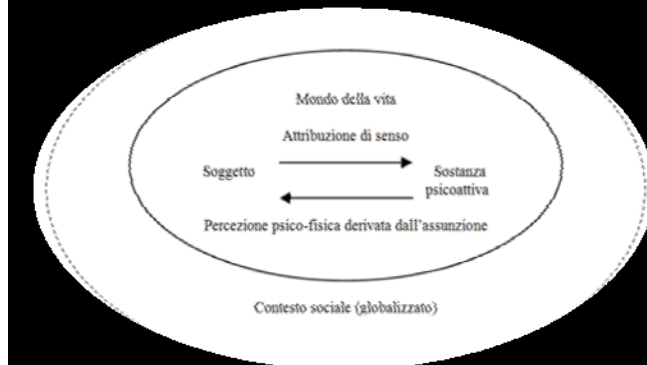 Mondo della vita
Attribuzione di senso
Soggetto
Sostanza
psicoattiva
Percezione psico-fisica derivata dall'assunzione
Contesto sociale (globalizzato)